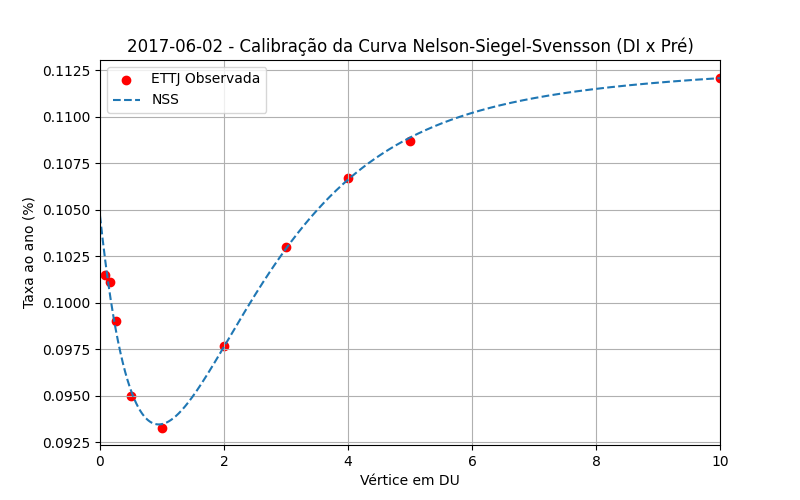 2017-06-02 - Calibração da Curva Nelson-Siegel-Svensson (DI x Pré)
ETTJ Observada
NSS
Taxa ao ano (%)
0.1125
0.1100
0.1075
0.1050
0.1025
0.1000
0.0975
0.0950
0.0925
0 2 4 6 8 10
Vértice em DU